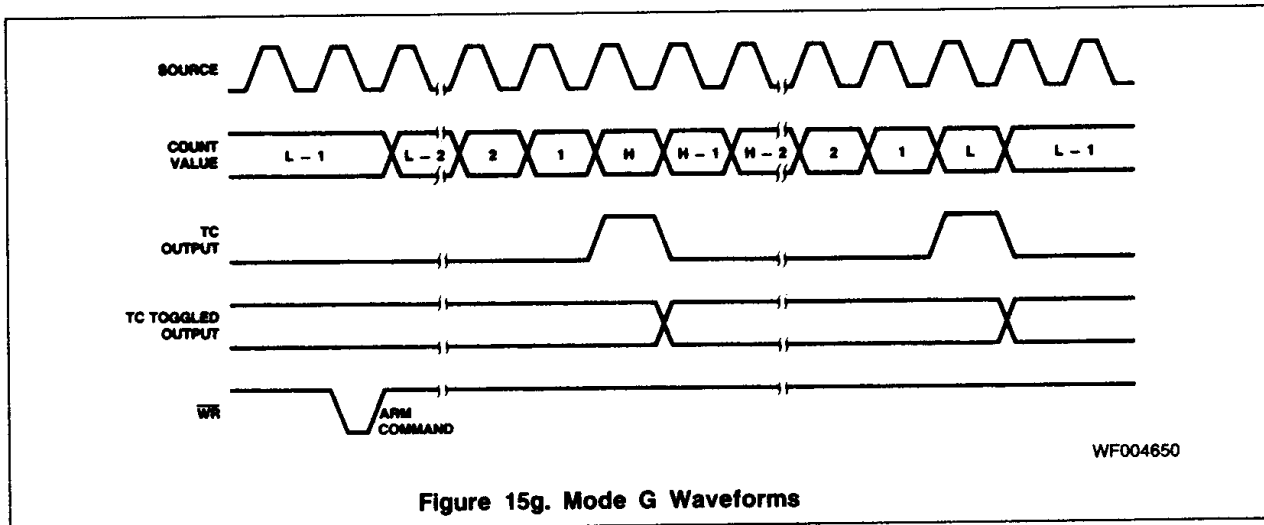 SOURCE
COUNT
VALUE
L – 1 L – 2 2 1 H H – 1 H – 2 2 1 L L – 1
TC
OUTPUT
TC TOGGLED
OUTPUT
WR
ARM
COMMAND
WF004650
Figure 15g. Mode G Waveforms